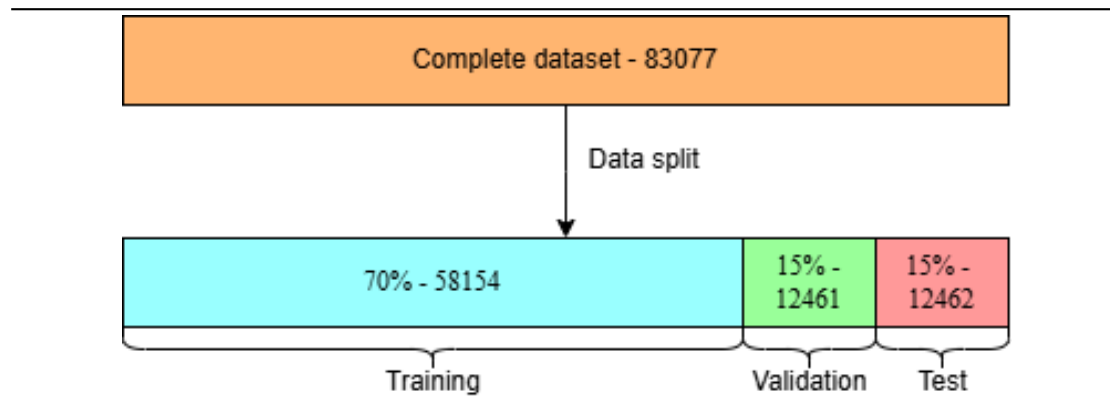 Complete dataset - 83077
Data split
70% - 58154
15% -
12461
15% -
12462
Training
Validation
Test